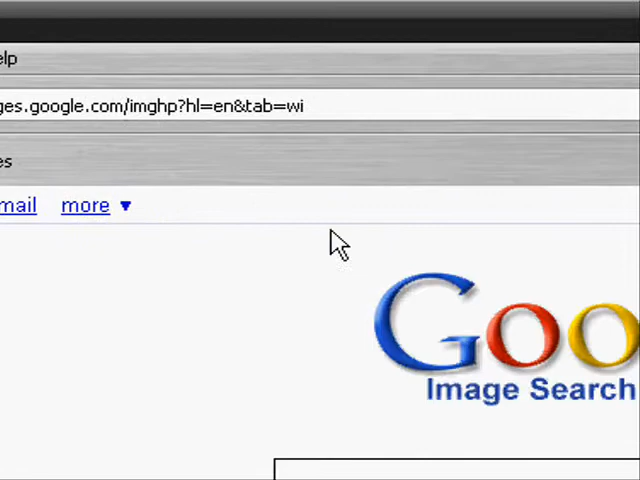 elp
ges.google.com/imghp?hl=en&tab=wi
es
mail more ▼
Goo
Image Search